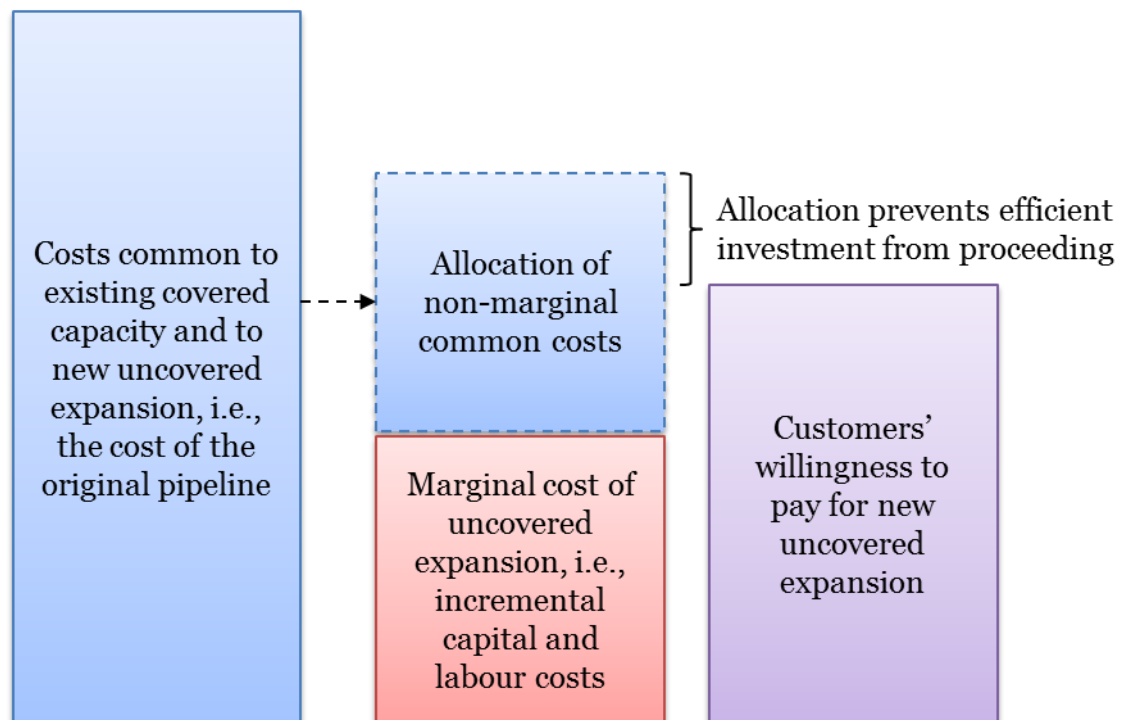 Costs common to
existing covered
capacity and to
new uncovered
expansion, i.e.,
the cost of the
original pipeline
Allocation of
non-marginal
common costs
Marginal cost of
uncovered
expansion, i.e.,
incremental
capital and
labour costs
Allocation prevents efficient
investment from proceeding
Customers’
willingness to
pay for new
uncovered
expansion